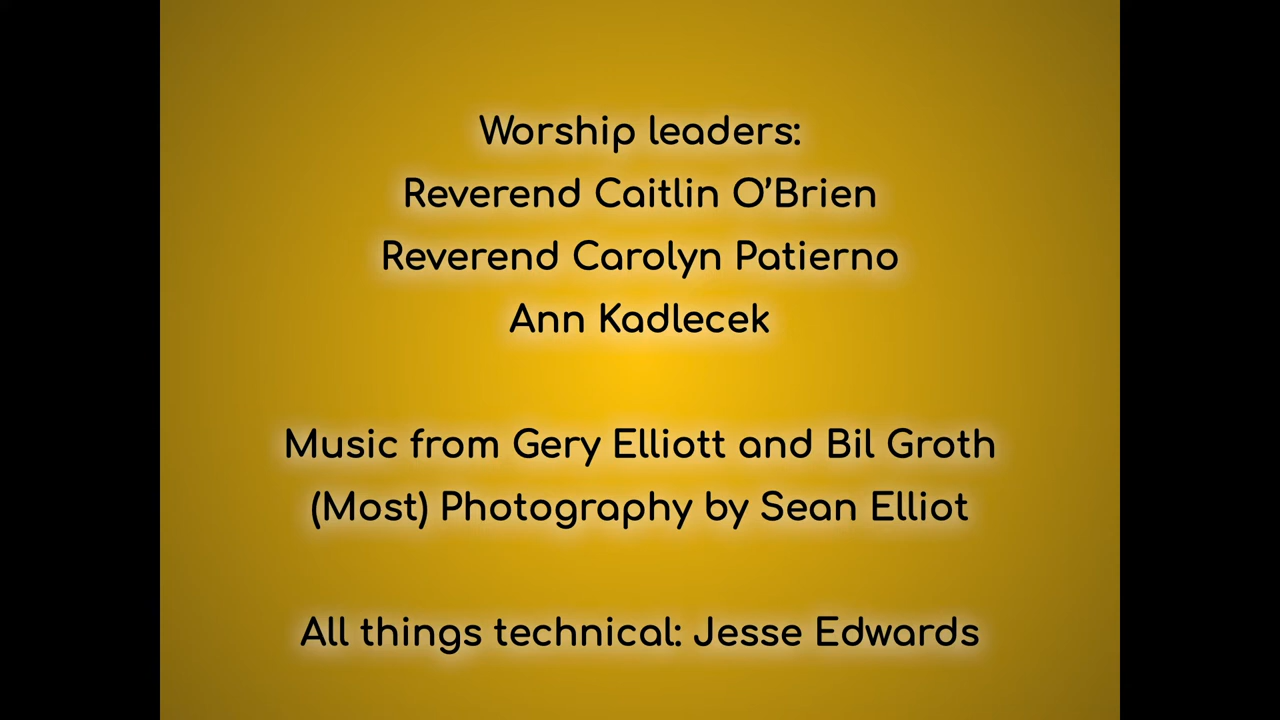 Worship leaders:
Reverend Caitlin O’Brien
Reverend Carolyn Patierno
Ann Kadlecek
Music from Gery Elliott and Bil Groth
(Most) Photography by Sean Elliot
All things technical: Jesse Edwards